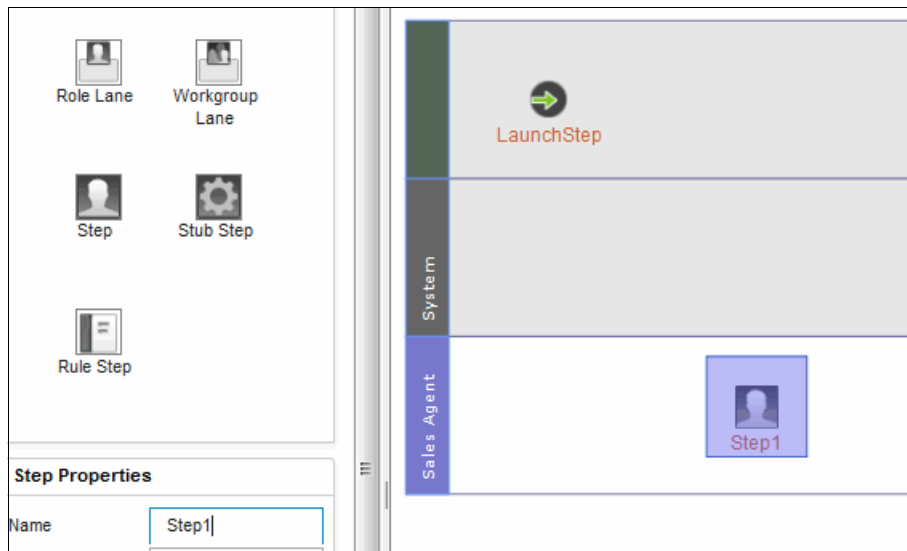 Role Lane
Workgroup
Lane
Step
Stub Step
Rule Step
Step Properties
Name
Step1
LaunchStep
System
Sales Agent
Step1